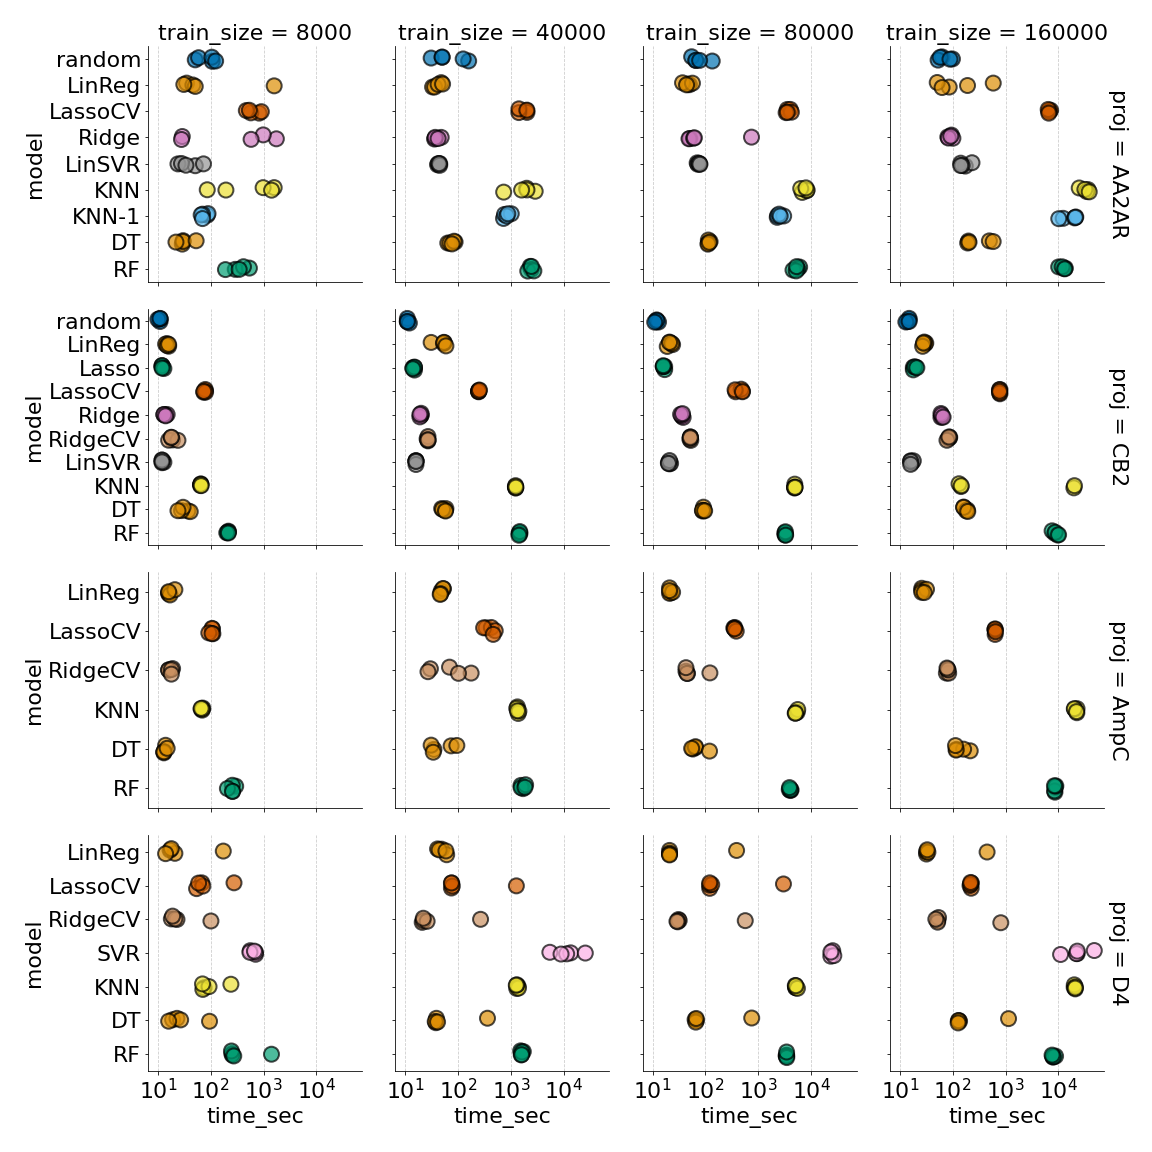 train_size = 8000
train_size = 40000
train_size = 80000
train_size = 160000
model
random
LinReg
LassoCV
Ridge
LinSVR
KNN
KNN-1
DT
RF
proj = AA2AR
model
random
LinReg
Lasso
LassoCV
Ridge
RidgeCV
LinSVR
KNN
DT
RF
proj = CB2
model
LinReg
LassoCV
RidgeCV
KNN
DT
RF
proj = AmpC
model
LinReg
LassoCV
RidgeCV
SVR
KNN
DT
RF
proj = D4
10¹ 10² 10³ 10⁴
10¹ 10² 10³ 10⁴
10¹ 10² 10³ 10⁴
10¹ 10² 10³ 10⁴
time_sec
time_sec
time_sec
time_sec